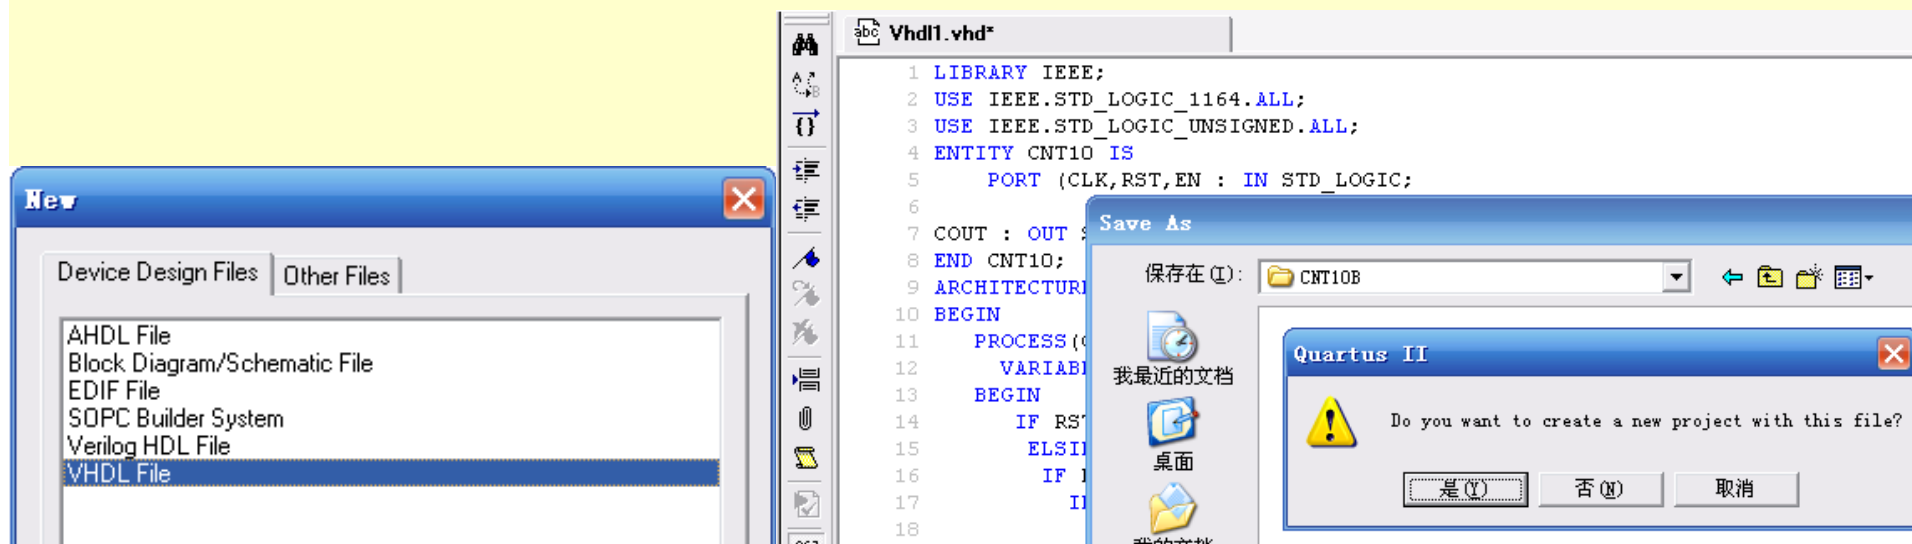 New
Device Design Files
Other Files
AHDL File
Block Diagram/Schematic File
EDIF File
SOPC Builder System
Verilog HDL File
VHDL File
Vhdl1.vhd*
1 LIBRARY IEEE;
2 USE IEEE.STD_LOGIC_1164.ALL;
3 USE IEEE.STD_LOGIC_UNSIGNED.ALL;
4 ENTITY CNT10 IS
5 PORT (CLK,RST,EN : IN STD_LOGIC;
6
7 COUT : OUT
8 END CNT10;
9
10 BEGIN
11 PROCESS(
12
13 BEGIN
14 IF
15
16 IF
17
18
Save As
保存在(I):
CNT10B
我最近的文档
桌面
Quartus II
Do you want to create a new project with this file?
是(Y)
否(N)
取消